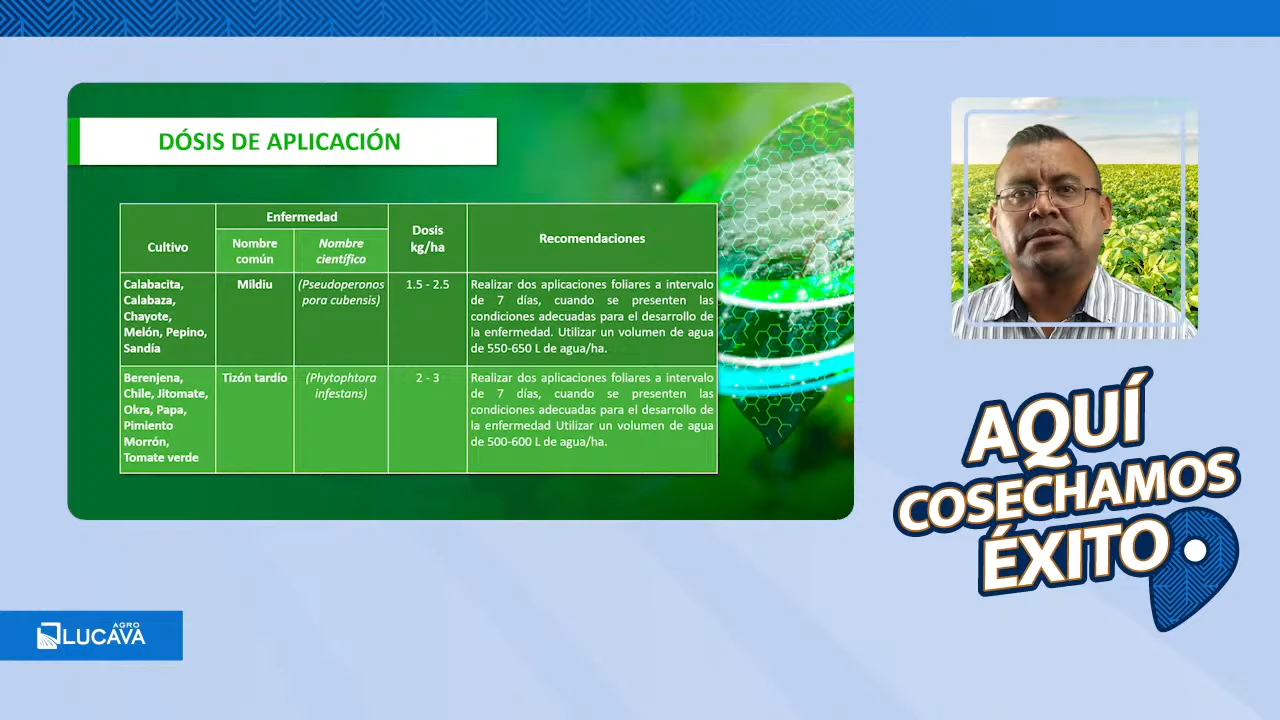 DÓSIS DE APLICACIÓN
Cultivo
Enfermedad
Nombre
común
Nombre
científico
Dosis
kg/ha
Recomendaciones
Calabacita,
Calabaza,
Chayote,
Melón, Pepino,
Sandía
Mildiu
(Pseudoperonos
pora cubensis)
1.5 - 2.5
Realizar dos aplicaciones foliares a intervalo
de 7 días, cuando se presenten las
condiciones adecuadas para el desarrollo de
la enfermedad. Utilizar un volumen de agua
de 550-650 L de agua/ha.
Berenjena,
Chile, Jitomate,
Okra, Papa,
Pimiento
Morrón,
Tomate verde
Tizón tardío
(Phytophtora
infestans)
2 - 3
Realizar dos aplicaciones foliares a intervalo
de 7 días, cuando se presenten las
condiciones adecuadas para el desarrollo de
la enfermedad Utilizar un volumen de agua
de 500-600 L de agua/ha.
AQUÍ
COSECHAMOS
ÉXITO
AGRO
LUCAVA